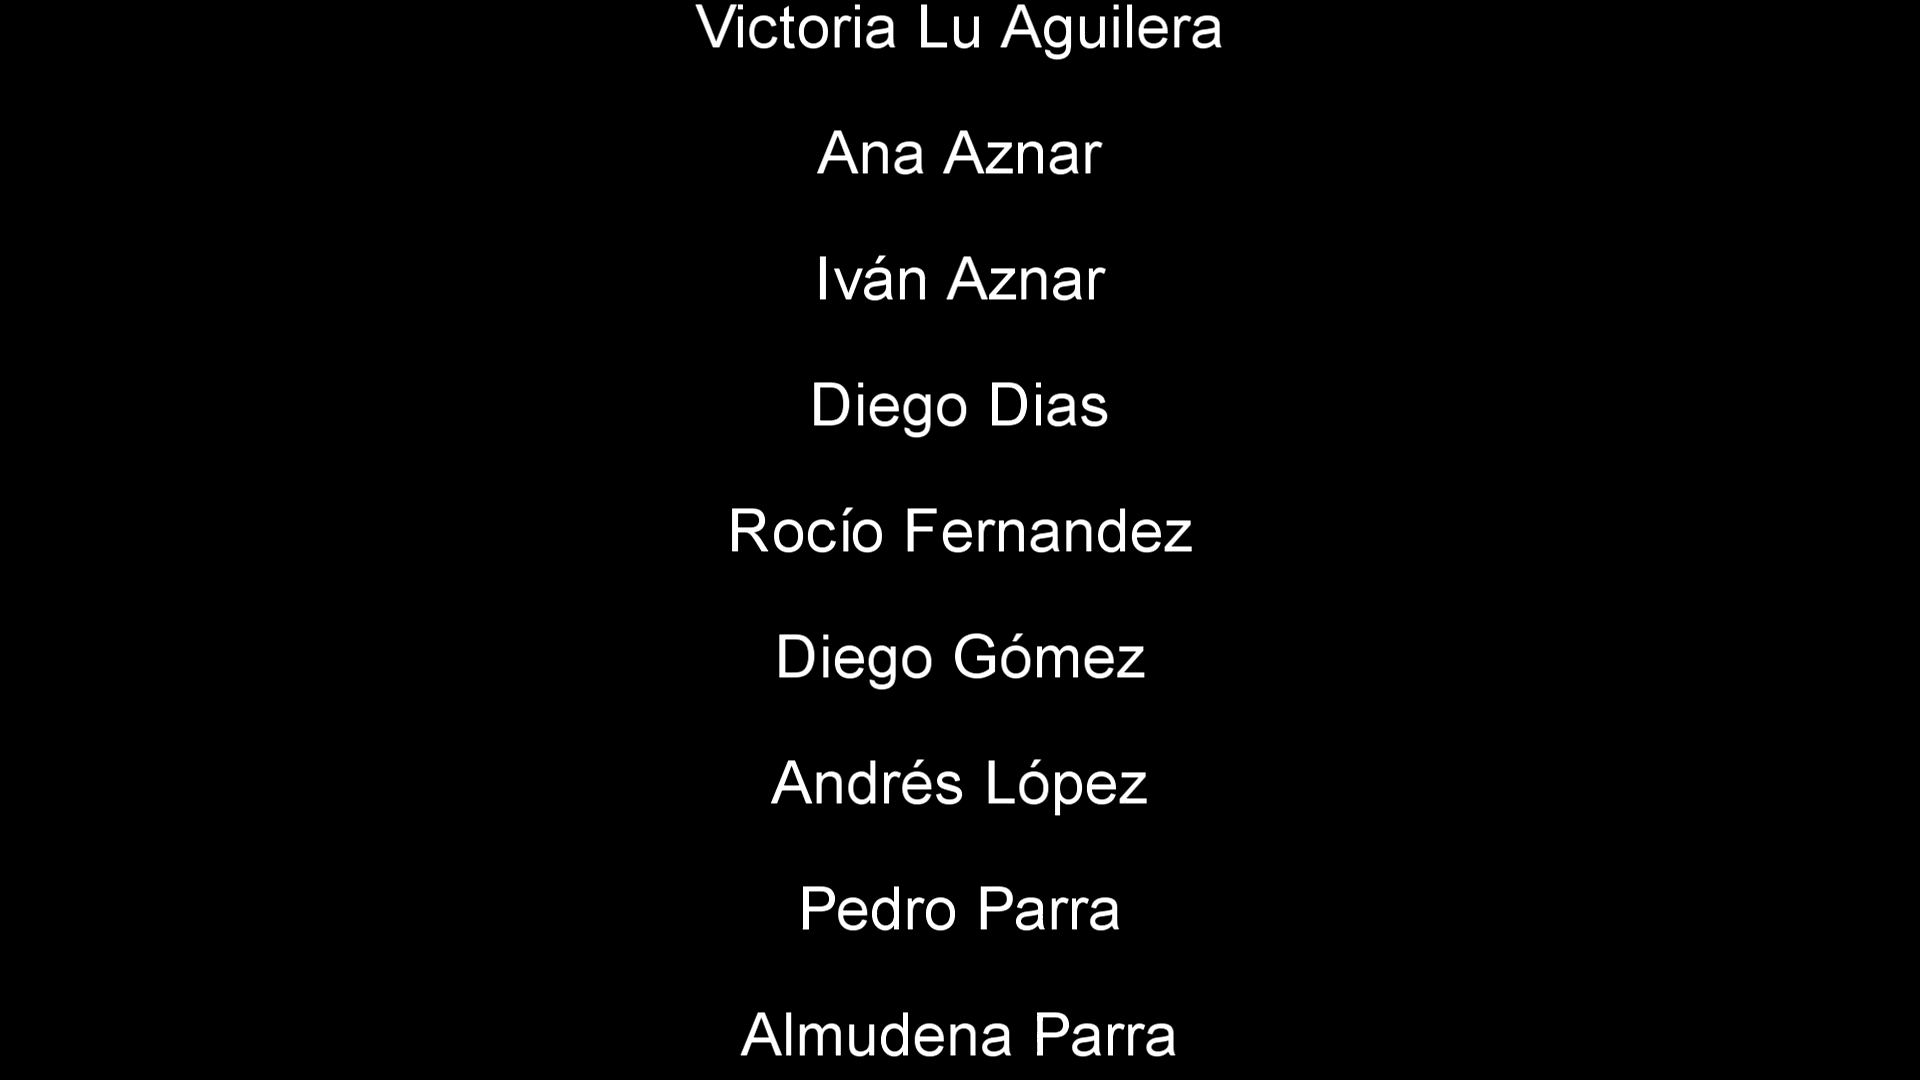 Victoria Lu Aguilera
Ana Aznar
Iván Aznar
Diego Dias
Rocío Fernandez
Diego Gómez
Andrés López
Pedro Parra
Almudena Parra